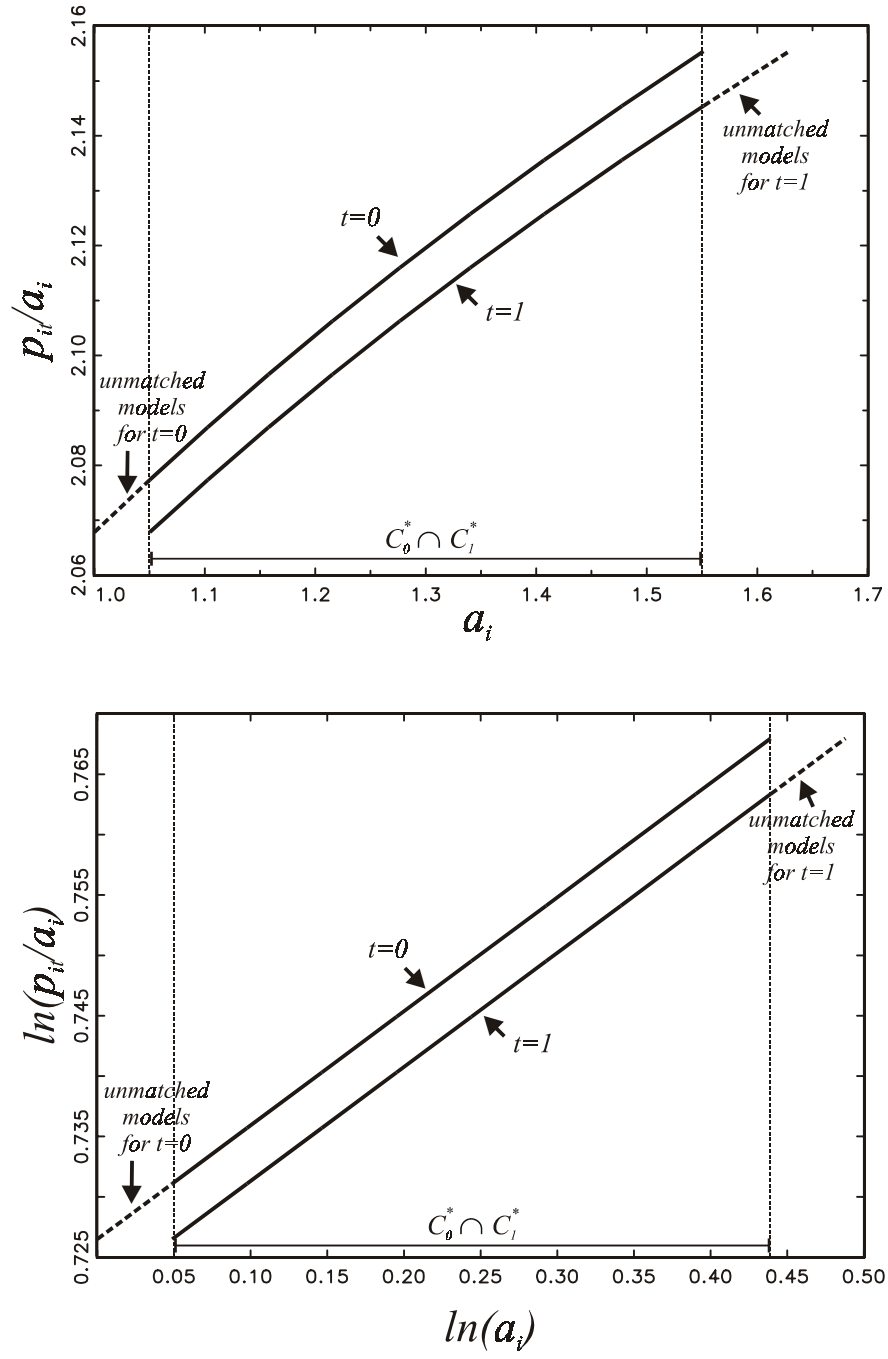 2.16
2.14
2.12
2.10
2.08
2.06
p_it/a_i
unmatched
models
for t=1
t=0
t=1
unmatched
models
for t=0
C*_0 ∩ C*_1
1.0 1.1 1.2 1.3 1.4 1.5 1.6 1.7
a_i
0.765
0.755
0.745
0.735
0.725
ln(p_it/a_i)
unmatched
models
for t=1
t=0
t=1
unmatched
models
for t=0
C*_0 ∩ C*_1
0.05 0.10 0.15 0.20 0.25 0.30 0.35 0.40 0.45 0.50
ln(a_i)